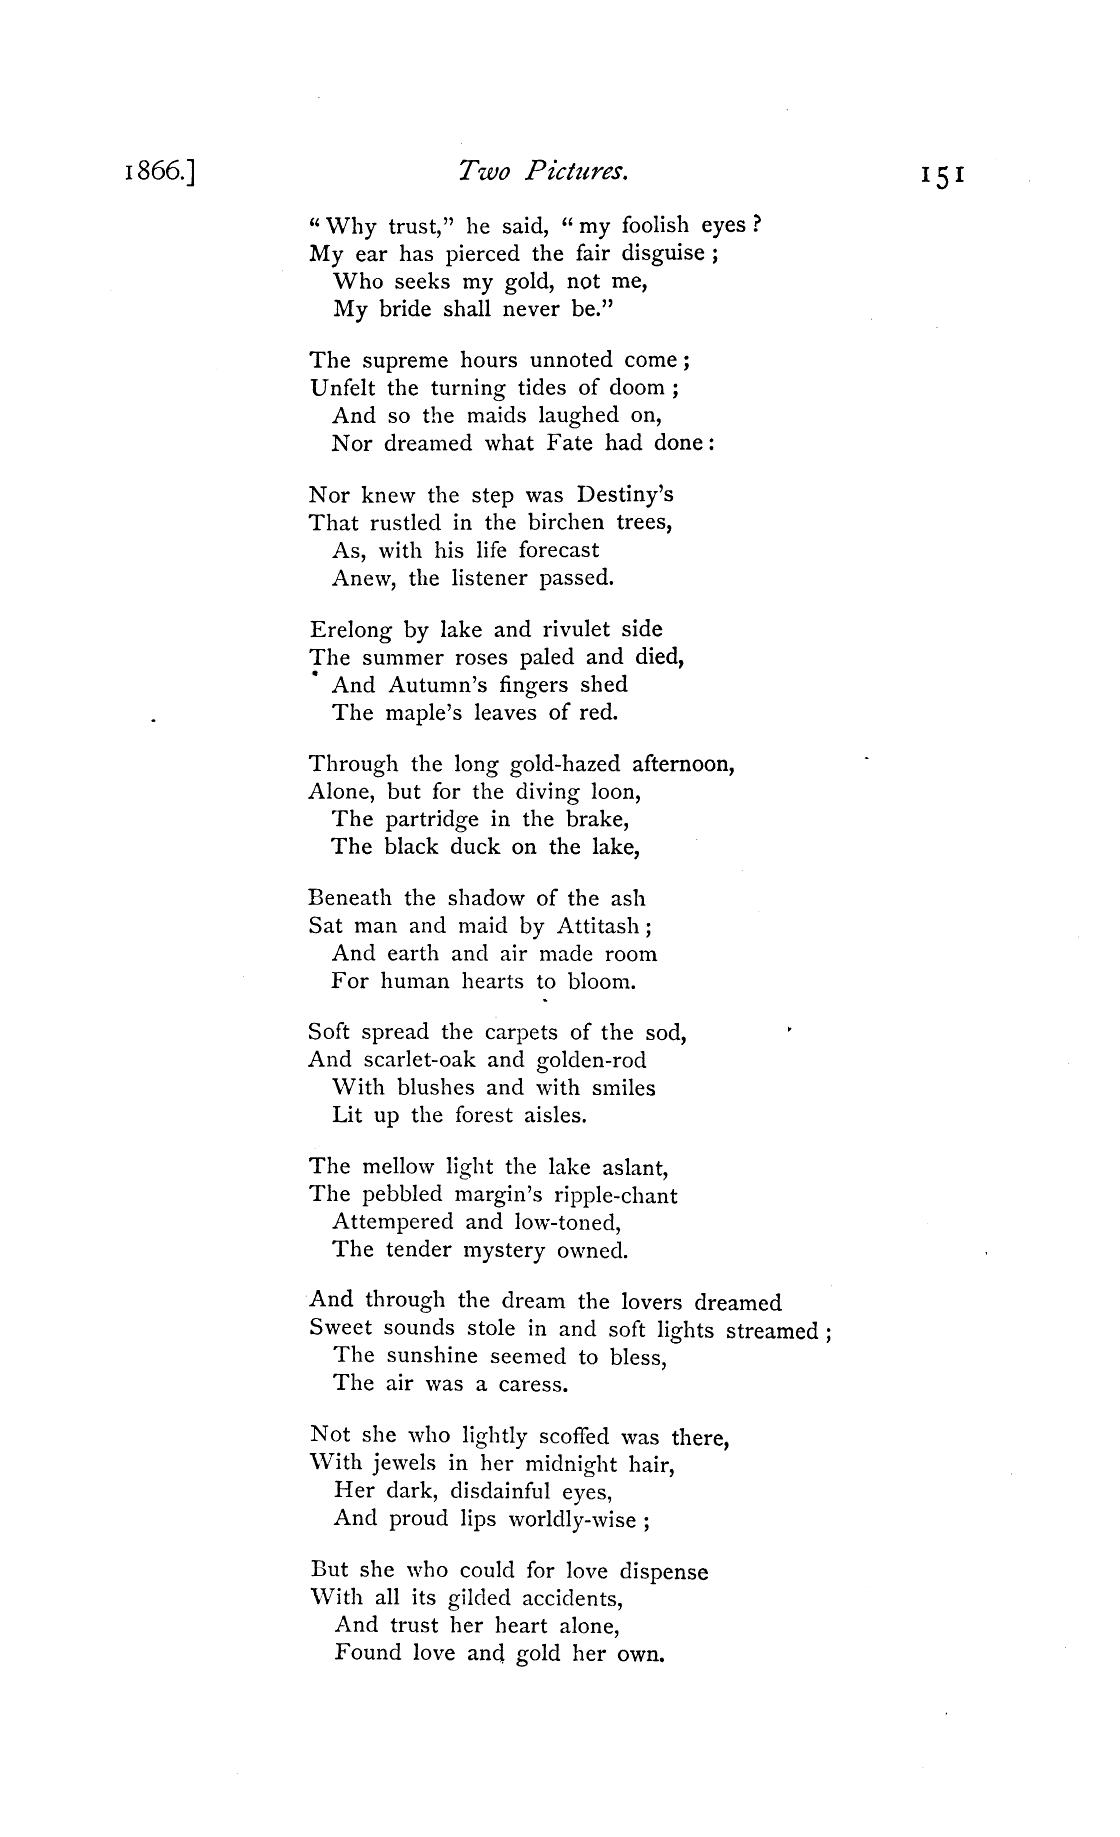 1866.] Two Pictures. 151
“Why trust,” he said, “my foolish eyes?
My ear has pierced the fair disguise;
Who seeks my gold, not me,
My bride shall never be.”
The supreme hours unnoted come;
Unfelt the turning tides of doom;
And so the maids laughed on,
Nor dreamed what Fate had done:
Nor knew the step was Destiny's
That rustled in the birchen trees,
As, with his life forecast
Anew, the listener passed.
Erelong by lake and rivulet side
The summer roses paled and died,
And Autumn's fingers shed
The maple's leaves of red.
Through the long gold-hazed afternoon,
Alone, but for the diving loon,
The partridge in the brake,
The black duck on the lake,
Beneath the shadow of the ash
Sat man and maid by Attitash;
And earth and air made room
For human hearts to bloom.
Soft spread the carpets of the sod,
And scarlet-oak and golden-rod
With blushes and with smiles
Lit up the forest aisles.
The mellow light the lake aslant,
The pebbled margin's ripple-chant
Attempered and low-toned,
The tender mystery owned.
And through the dream the lovers dreamed
Sweet sounds stole in and soft lights streamed;
The sunshine seemed to bless,
The air was a caress.
Not she who lightly scoffed was there,
With jewels in her midnight hair,
Her dark, disdainful eyes,
And proud lips worldly-wise;
But she who could for love dispense
With all its gilded accidents,
And trust her heart alone,
Found love and gold her own.